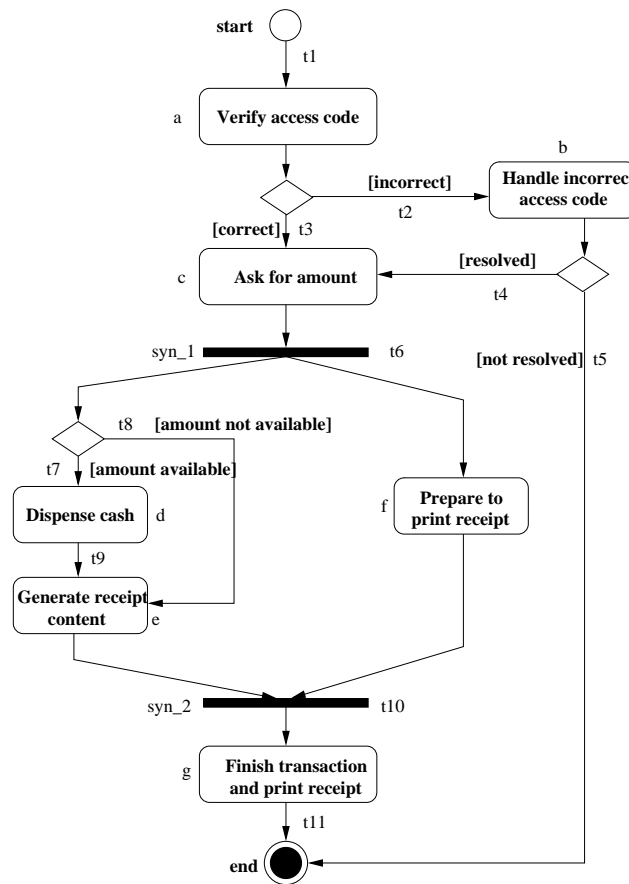 start
t1
a
Verify access code
b
[incorrect]
Handle incorrec
access code
t2
[correct]
t3
[resolved]
c
Ask for amount
t4
syn_1
t6
[not resolved]
t5
t8
[amount not available]
t7
[amount available]
Dispense cash
d
f
Prepare to
print receipt
t9
Generate receipt
content
e
syn_2
t10
g
Finish transaction
and print receipt
t11
end